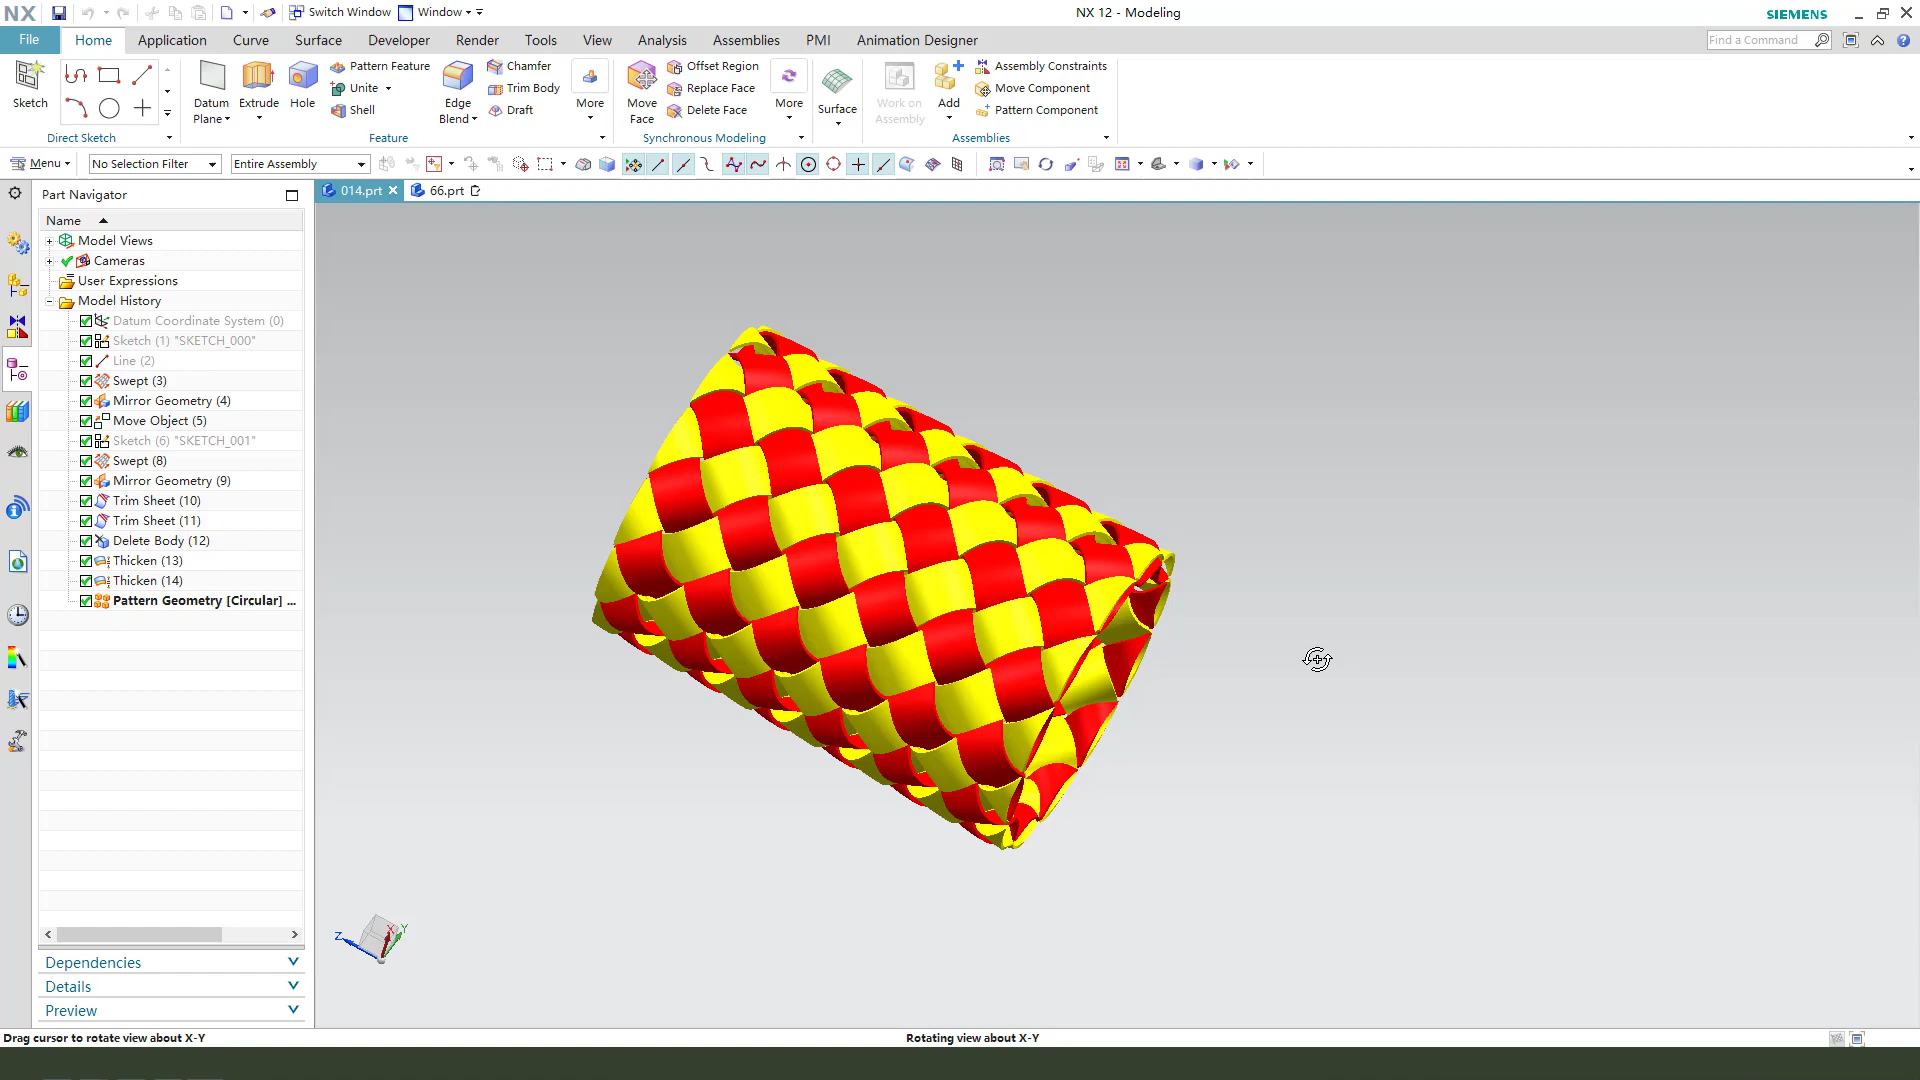 NX
Switch Window
Window
NX 12 - Modeling
SIEMENS
File
Home
Application
Curve
Surface
Developer
Render
Tools
View
Analysis
Assemblies
PMI
Animation Designer
Find a Command
Sketch
Direct Sketch
Datum
Plane
Extrude
Hole
Pattern Feature
Unite
Shell
Edge
Blend
Chamfer
Trim Body
Draft
More
Feature
Move
Face
Offset Region
Replace Face
Delete Face
More
Synchronous Modeling
Surface
Work on
Assembly
Add
Assembly Constraints
Move Component
Pattern Component
Assemblies
Menu
No Selection Filter
Entire Assembly
Part Navigator
014.prt
66.prt
Name
Model Views
Cameras
User Expressions
Model History
Datum Coordinate System (0)
Sketch (1) "SKETCH_000"
Line (2)
Swept (3)
Mirror Geometry (4)
Move Object (5)
Sketch (6) "SKETCH_001"
Swept (8)
Mirror Geometry (9)
Trim Sheet (10)
Trim Sheet (11)
Delete Body (12)
Thicken (13)
Thicken (14)
Pattern Geometry [Circular] ...
Z
X
Y
Dependencies
Details
Preview
Drag cursor to rotate view about X-Y
Rotating view about X-Y